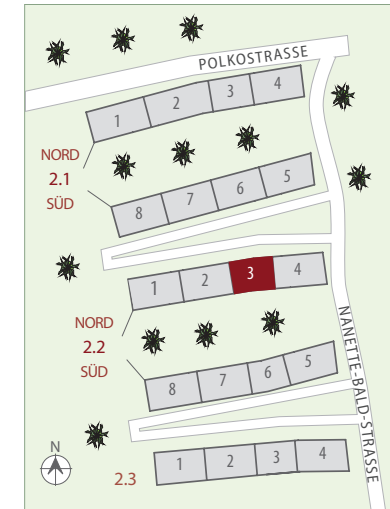 POLKOSTRASSE
1 2 3 4
NORD
2.1
SÜD
8 7 6 5
1 2 3 4
NORD
2.2
SÜD
8 7 6 5
NANETTE-BALD-STRASSE
N
2.3
1 2 3 4